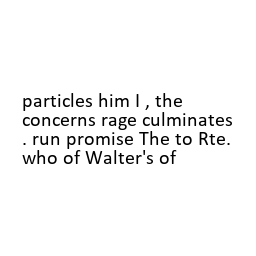 particles him I , the
concerns rage culminates
. run promise The to Rte.
who of Walter's of